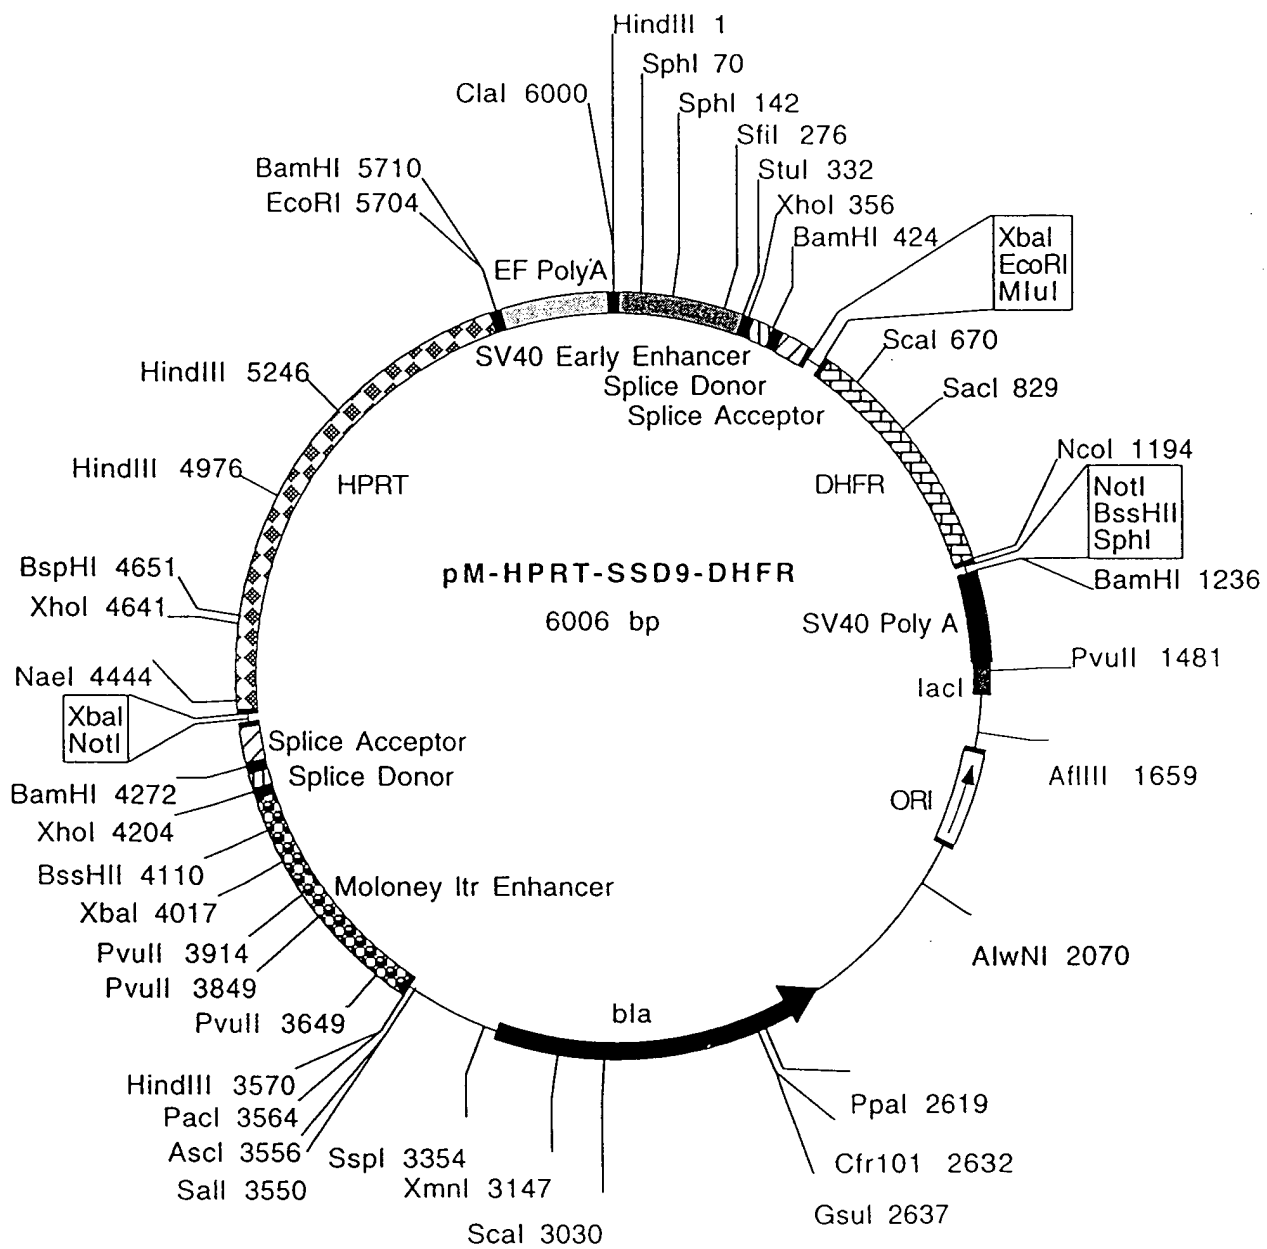 HindIII 1
SphI 70
ClaI 6000
SphI 142
SfiI 276
BamHI 5710
StuI 332
EcoRI 5704
XhoI 356
BamHI 424
XbaI
EcoRI
MluI
EF PolyA
ScaI 670
SV40 Early Enhancer
Splice Donor
Splice Acceptor
HindIII 5246
SacI 829
HindIII 4976
HPRT
DHFR
NcoI 1194
NotI
BssHII
SphI
BspHI 4651
pM-HPRT-SSD9-DHFR
BamHI 1236
XhoI 4641
6006 bp
SV40 Poly A
NaeI 4444
PvuII 1481
lacI
XbaI
NotI
Splice Acceptor
Splice Donor
AflIII 1659
BamHI 4272
ORI
XhoI 4204
BssHII 4110
Moloney ltr Enhancer
XbaI 4017
PvuII 3914
AlwNI 2070
PvuII 3849
PvuII 3649
bla
HindIII 3570
PpaI 2619
PacI 3564
AscI 3556
SspI 3354
Cfr101 2632
SalI 3550
XmnI 3147
GsuI 2637
ScaI 3030